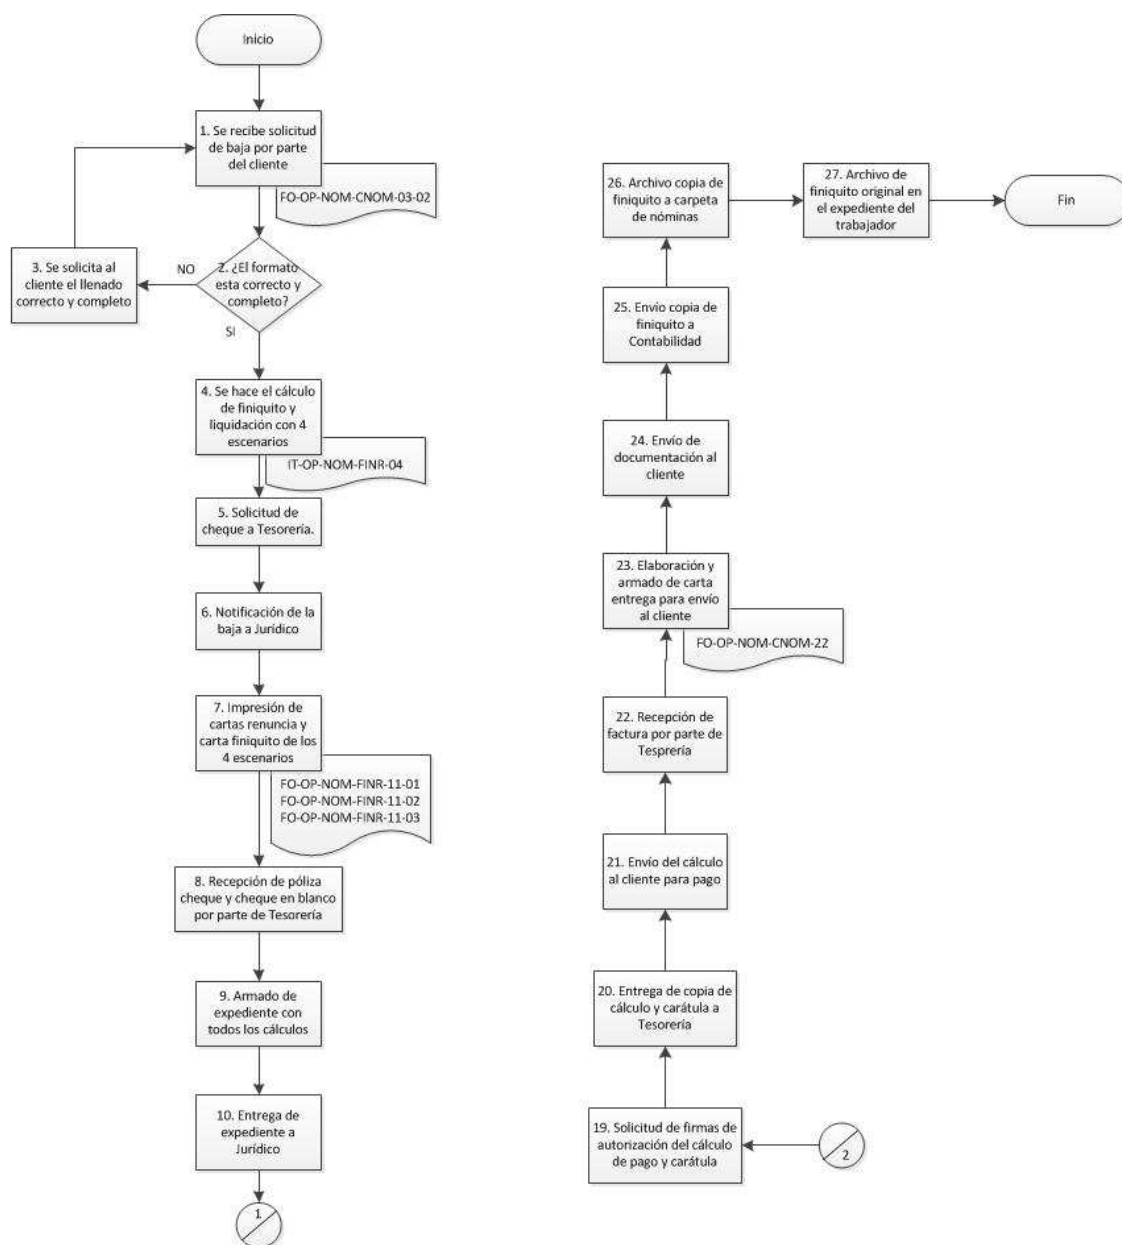 Inicio
1. Se recibe solicitud
de baja por parte
del cliente
FO-OP-NOM-CNOM-03-02
2. ¿El formato
esta correcto y
completo?
NO
3. Se solicita al
cliente el llenado
correcto y completo
SI
4. Se hace el cálculo
de finiquito y
liquidación con 4
escenarios
IT-OP-NOM-FINR-04
5. Solicitud de
cheque a Tesorería.
6. Notificación de la
baja a Jurídico
7. Impresión de
cartas renuncia y
carta finiquito de los
4 escenarios
FO-OP-NOM-FINR-11-01
FO-OP-NOM-FINR-11-02
FO-OP-NOM-FINR-11-03
8. Recepción de póliza
cheque y cheque en blanco
por parte de Tesorería
9. Armado de
expediente con
todos los cálculos
10. Entrega de
expediente a
Jurídico
1
2
19. Solicitud de firmas de
autorización del cálculo
de pago y carátula
20. Entrega de copia de
cálculo y carátula a
Tesorería
21. Envío del cálculo
al cliente para pago
22. Recepción de
factura por parte de
Tesprería
23. Elaboración y
armado de carta
entrega para envío
al cliente
FO-OP-NOM-CNOM-22
24. Envío de
documentación al
cliente
25. Envío copia de
finiquito a
Contabilidad
26. Archivo copia de
finiquito a carpeta
de nóminas
27. Archivo de
finiquito original en
el expediente del
trabajador
Fin